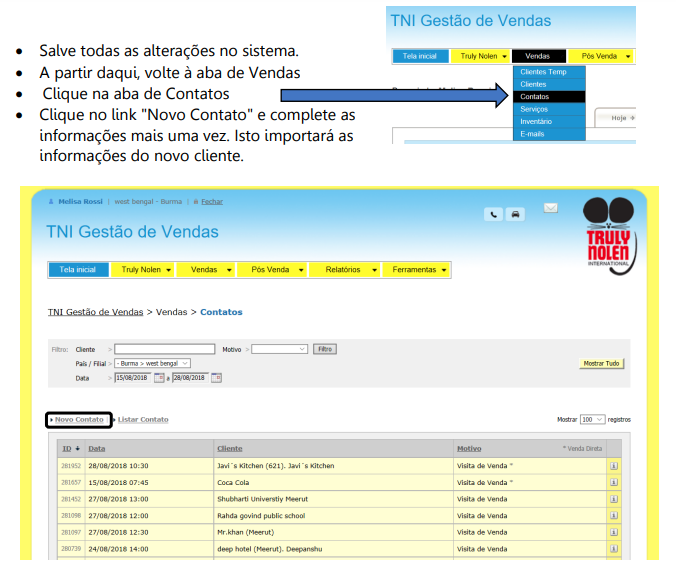 TNI Gestão de Vendas
Tela inicial Truly Nolen Vendas Pós Venda
Clientes Temp
Clientes
Contatos
Serviços
Inventário
E-mails
Hoje
• Salve todas as alterações no sistema.
• A partir daqui, volte à aba de Vendas
• Clique na aba de Contatos
• Clique no link "Novo Contato" e complete as
informações mais uma vez. Isto importará as
informações do novo cliente.
Melisa Rossi | west bengal - Burma | Fechar
TNI Gestão de Vendas
TRULY
NOLEN
INTERNATIONAL
Tela inicial Truly Nolen Vendas Pós Venda Relatórios Ferramentas
TNI Gestão de Vendas > Vendas > Contatos
Filtro: Cliente > Motivo > Filtro
País / Filial > - Burma > west bengal Mostrar Tudo
Data > 15/08/2018 a 28/08/2018
Novo Contato Listar Contato Mostrar 100 registros
ID Data Cliente Motivo * Venda Direta
281952 28/08/2018 10:30 Javi´s Kitchen (621). Javi´s Kitchen Visita de Venda *
281657 15/08/2018 07:45 Coca Cola Visita de Venda *
281452 27/08/2018 13:00 Shubharti Universtiy Meerut Visita de Venda
281098 27/08/2018 12:00 Rahda govind public school Visita de Venda
281097 27/08/2018 12:30 Mr.khan (Meerut) Visita de Venda
280739 24/08/2018 14:00 deep hotel (Meerut). Deepanshu Visita de Venda